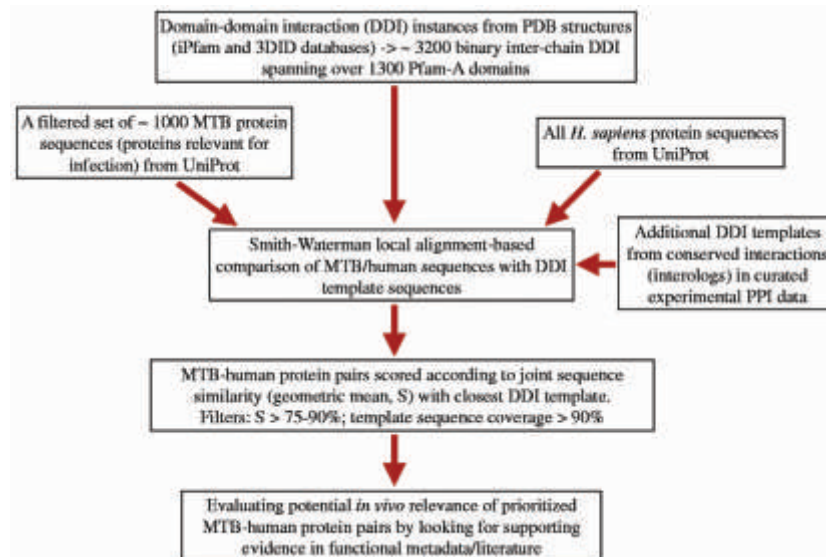 Domain-domain interaction (DDI) instances from PDB structures
(iPfam and 3DID databases) -> ~ 3200 binary inter-chain DDI
spanning over 1300 Pfam-A domains
A filtered set of ~ 1000 MTB protein
sequences (proteins relevant for
infection) from UniProt
All H. sapiens protein sequences
from UniProt
Smith-Waterman local alignment-based
comparison of MTB/human sequences with DDI
template sequences
Additional DDI templates
from conserved interactions
(interologs) in curated
experimental PPI data
MTB-human protein pairs scored according to joint sequence
similarity (geometric mean, S) with closest DDI template.
Filters: S > 75-90%; template sequence coverage > 90%
Evaluating potential in vivo relevance of prioritized
MTB-human protein pairs by looking for supporting
evidence in functional metadata/literature